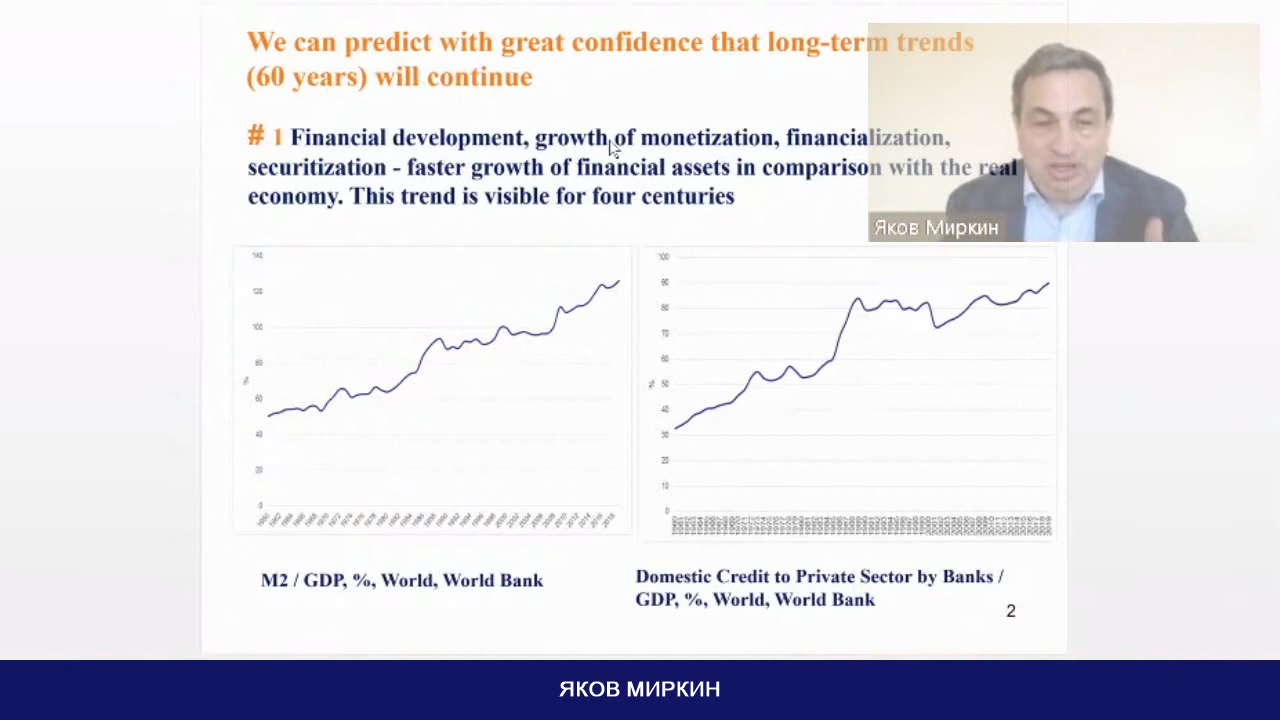 We can predict with great confidence that long-term trends
(60 years) will continue
# 1 Financial development, growth of monetization, financialization,
securitization - faster growth of financial assets in comparison with the real
economy. This trend is visible for four centuries
Яков Миркин
140
120
100
80
60
40
20
0
%
100
90
80
70
60
50
40
30
20
10
0
%
M2 / GDP, %, World, World Bank
Domestic Credit to Private Sector by Banks /
GDP, %, World, World Bank
2
ЯКОВ МИРКИН